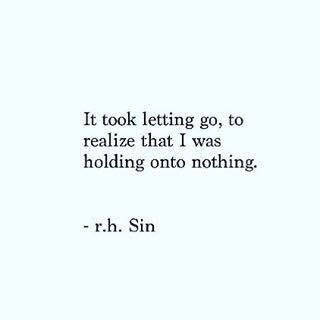 It took letting go, to
realize that I was
holding onto nothing.
- r.h. Sin